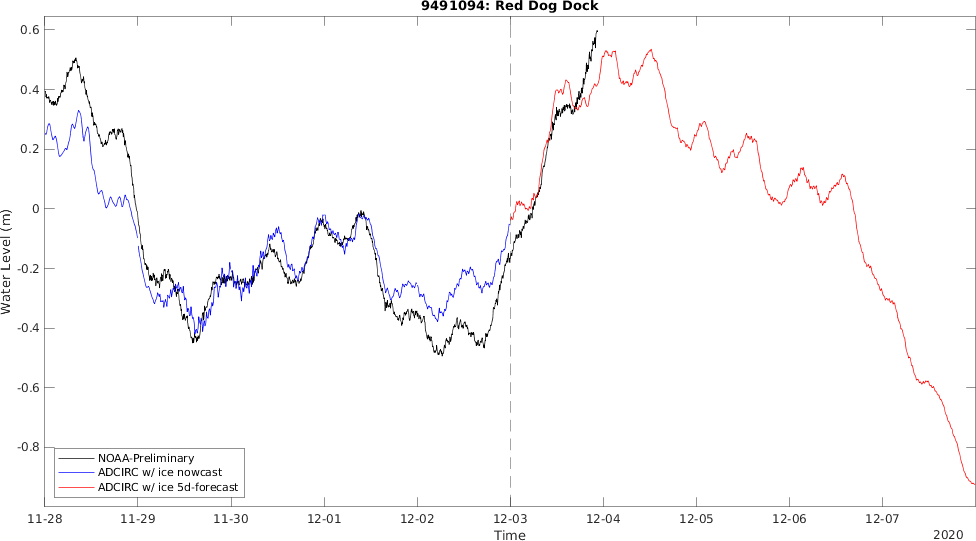 9491094: Red Dog Dock
0.6
0.4
0.2
0
-0.2
-0.4
-0.6
-0.8
Water Level (m)
NOAA-Preliminary
ADCIRC w/ ice nowcast
ADCIRC w/ ice 5d-forecast
11-28 11-29 11-30 12-01 12-02 12-03 12-04 12-05 12-06 12-07
Time
2020